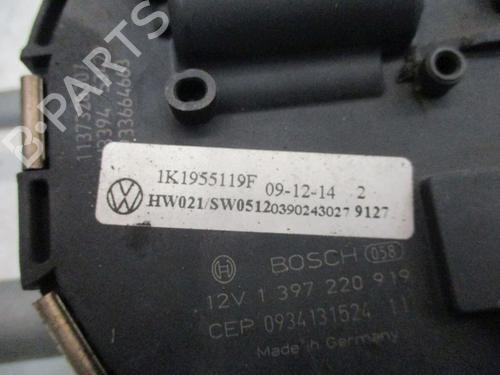 B-PARTS
1K1955119F 09-12-14 2
HW021/SW0512 0390243027 9127
BOSCH 058
12V 1 397 220 919
CEP 0934131524 11
Made in Germany